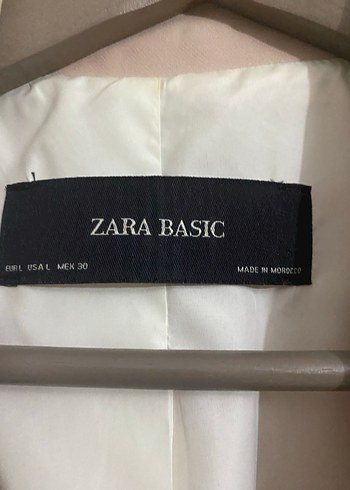 ZARA BASIC
EUR L USA L MEX 30 MADE IN MOROCCO